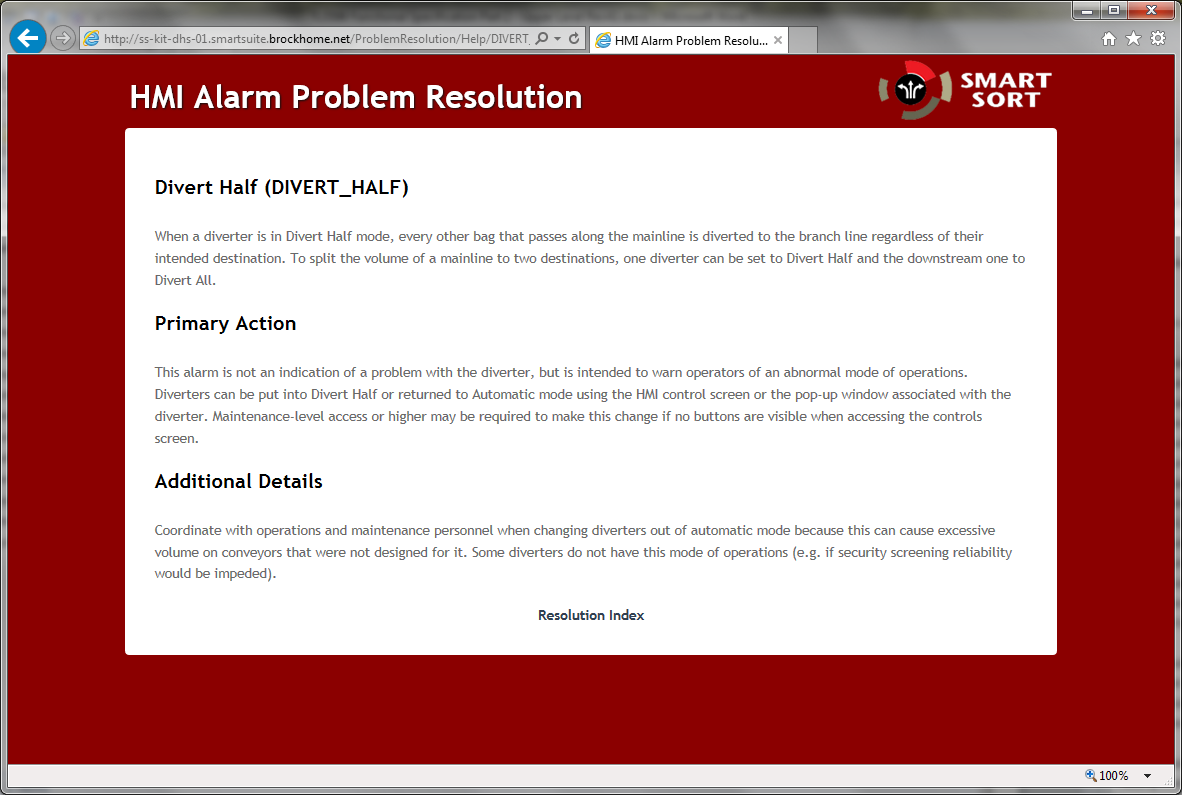 http://ss-kit-dhs-01.smartsuite.brockhome.net/ProblemResolution/Help/DIVERT_
HMI Alarm Problem Resolu...
HMI Alarm Problem Resolution
SMART
SORT
Divert Half (DIVERT_HALF)
When a diverter is in Divert Half mode, every other bag that passes along the mainline is diverted to the branch line regardless of their
intended destination. To split the volume of a mainline to two destinations, one diverter can be set to Divert Half and the downstream one to
Divert All.
Primary Action
This alarm is not an indication of a problem with the diverter, but is intended to warn operators of an abnormal mode of operations.
Diverters can be put into Divert Half or returned to Automatic mode using the HMI control screen or the pop-up window associated with the
diverter. Maintenance-level access or higher may be required to make this change if no buttons are visible when accessing the controls
screen.
Additional Details
Coordinate with operations and maintenance personnel when changing diverters out of automatic mode because this can cause excessive
volume on conveyors that were not designed for it. Some diverters do not have this mode of operations (e.g. if security screening reliability
would be impeded).
Resolution Index
100%